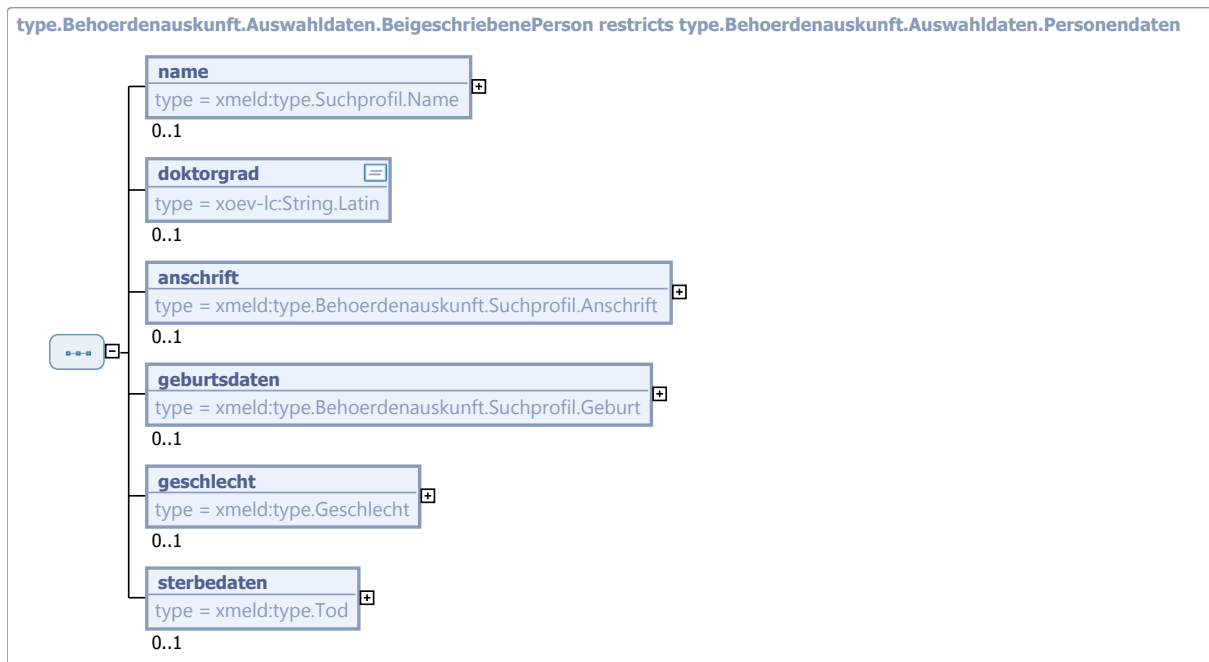 type.Behoerdenauskunft.Auswahldaten.BeigeschriebenePerson restricts type.Behoerdenauskunft.Auswahldaten.Personendaten
name
type = xmeld:type.Suchprofil.Name
0..1
doktorgrad
type = xoev-lc:String.Latin
0..1
anschrift
type = xmeld:type.Behoerdenauskunft.Suchprofil.Anschrift
0..1
geburtsdaten
type = xmeld:type.Behoerdenauskunft.Suchprofil.Geburt
0..1
geschlecht
type = xmeld:type.Geschlecht
0..1
sterbedaten
type = xmeld:type.Tod
0..1